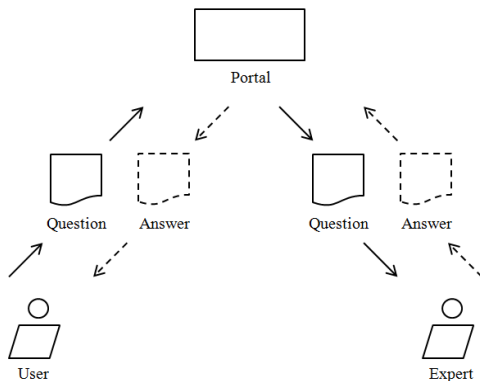 Portal
Question
Answer
Question
Answer
User
Expert